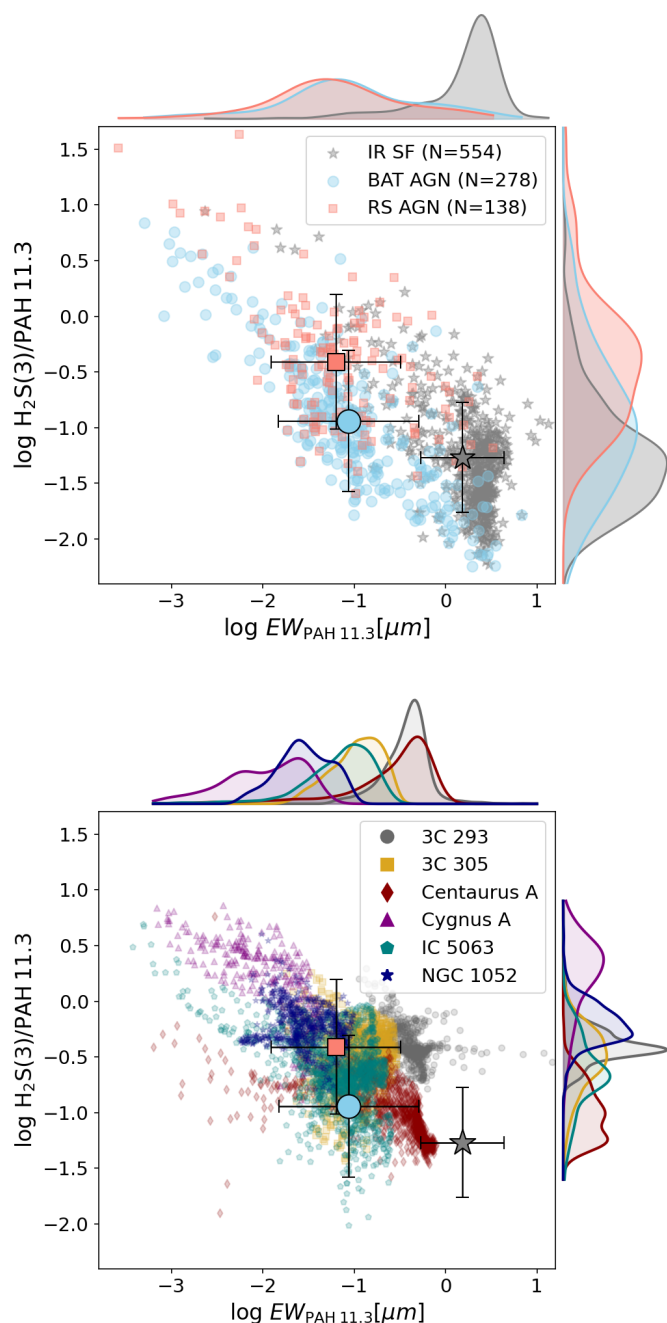 IR SF (N=554)
BAT AGN (N=278)
RS AGN (N=138)
1.5
1.0
0.5
0.0
−0.5
−1.0
−1.5
−2.0
log H₂S(3)/PAH 11.3
−3 −2 −1 0 1
log EW_PAH 11.3[μm]
3C 293
3C 305
Centaurus A
Cygnus A
IC 5063
NGC 1052
1.5
1.0
0.5
0.0
−0.5
−1.0
−1.5
−2.0
log H₂S(3)/PAH 11.3
−3 −2 −1 0 1
log EW_PAH 11.3[μm]